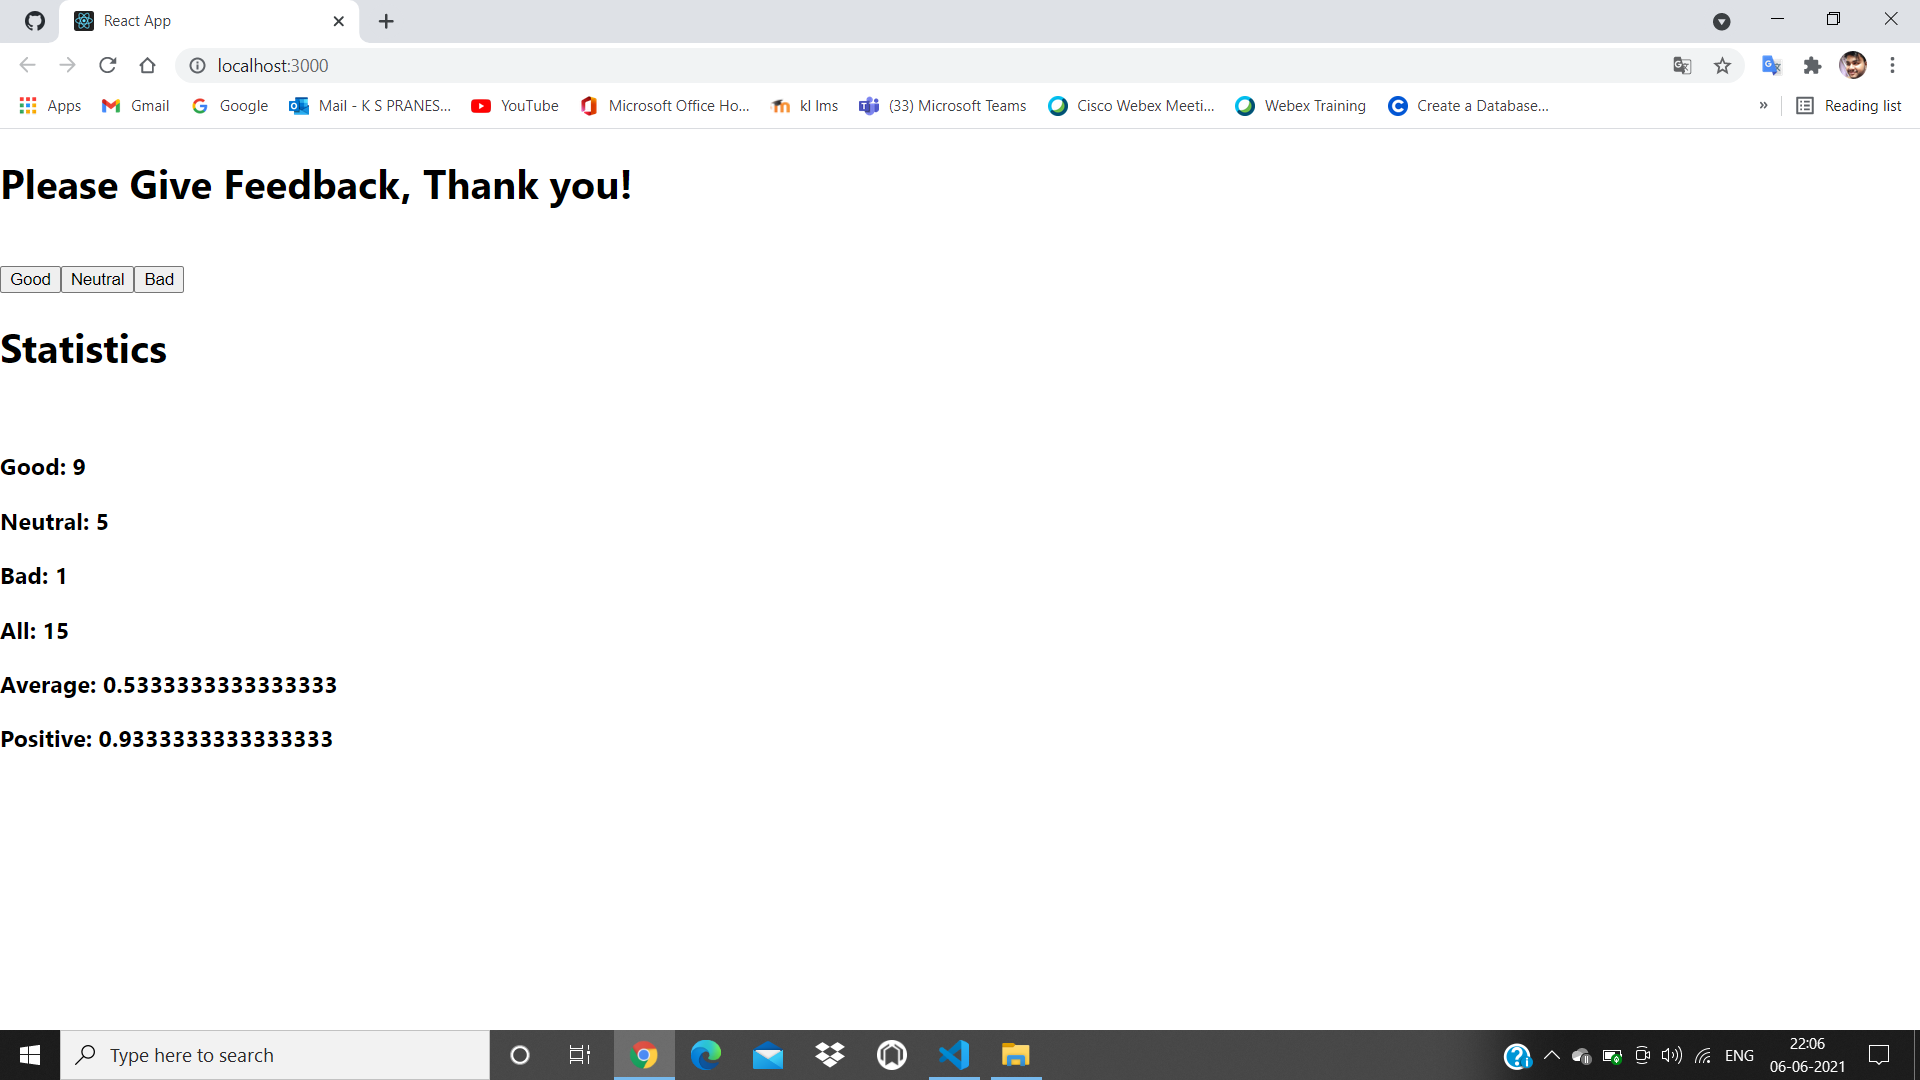 React App
localhost:3000
Apps Gmail Google Mail - K S PRANES... YouTube Microsoft Office Ho... kl lms (33) Microsoft Teams Cisco Webex Meeti... Webex Training Create a Database... » Reading list
Please Give Feedback, Thank you!
Good Neutral Bad
Statistics
Good: 9
Neutral: 5
Bad: 1
All: 15
Average: 0.5333333333333333
Positive: 0.9333333333333333
Type here to search
ENG
22:06
06-06-2021